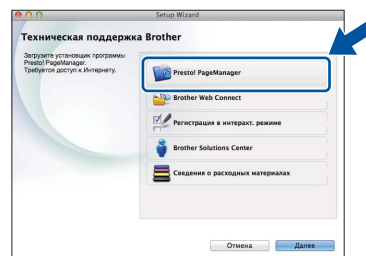 Setup Wizard
Техническая поддержка Brother
Загрузите установщик программы
Presto! PageManager.
Требуется доступ к Интернету.
Presto! PageManager
Brother Web Connect
Регистрация в интеракт. режиме
Brother Solutions Center
Сведения о расходных материалах
Отмена
Далее